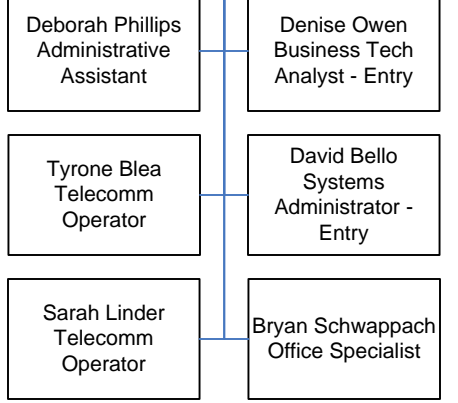 Deborah Phillips
Administrative
Assistant
Denise Owen
Business Tech
Analyst - Entry
Tyrone Blea
Telecomm
Operator
David Bello
Systems
Administrator -
Entry
Sarah Linder
Telecomm
Operator
Bryan Schwappach
Office Specialist